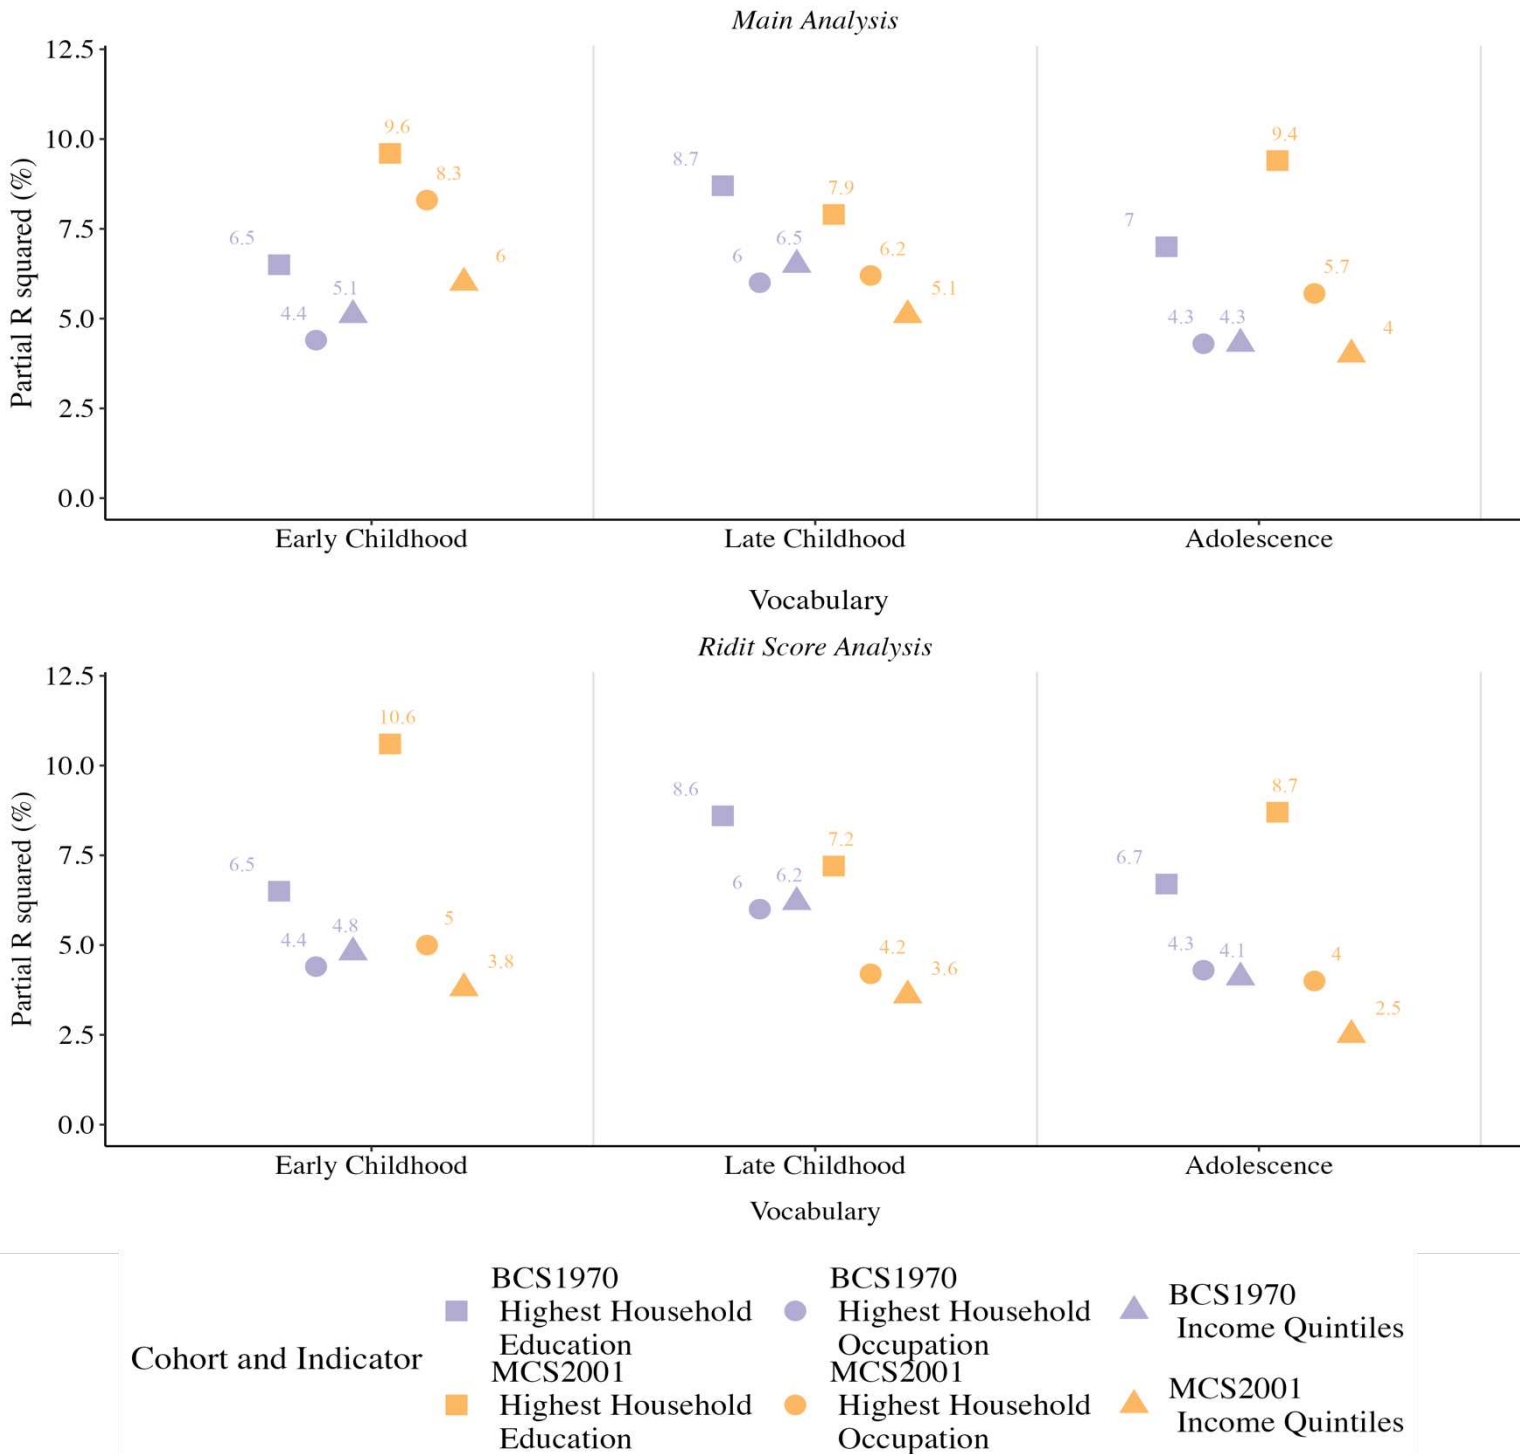 Main Analysis
12.5
10.0
7.5
5.0
2.5
0.0
Partial R squared (%)
6.5
4.4
5.1
9.6
8.3
6
8.7
6
6.5
7.9
6.2
5.1
7
4.3
4.3
9.4
5.7
4
Early Childhood
Late Childhood
Adolescence
Vocabulary
Ridit Score Analysis
12.5
10.0
7.5
5.0
2.5
0.0
Partial R squared (%)
6.5
4.4
4.8
10.6
5
3.8
8.6
6
6.2
7.2
4.2
3.6
6.7
4.3
4.1
8.7
4
2.5
Early Childhood
Late Childhood
Adolescence
Vocabulary
Cohort and Indicator
BCS1970
Highest Household
Education
MCS2001
Highest Household
Education
BCS1970
Highest Household
Occupation
MCS2001
Highest Household
Occupation
BCS1970
Income Quintiles
MCS2001
Income Quintiles